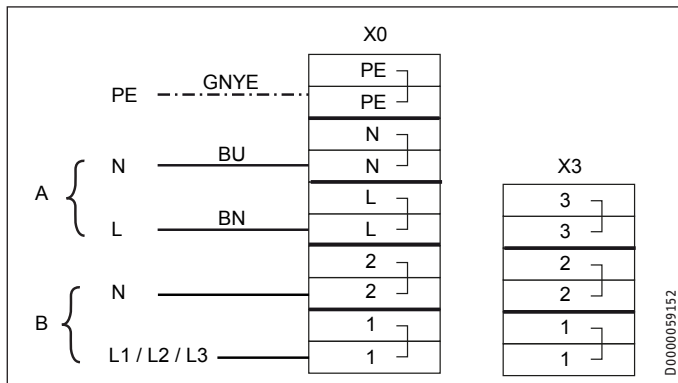 X0
PE
PE GNYE PE
N
A N BU N
X3
L
3
L BN L
3
2
2
B N 2
2
1
1
L1 / L2 / L3 1
1
D0000059152